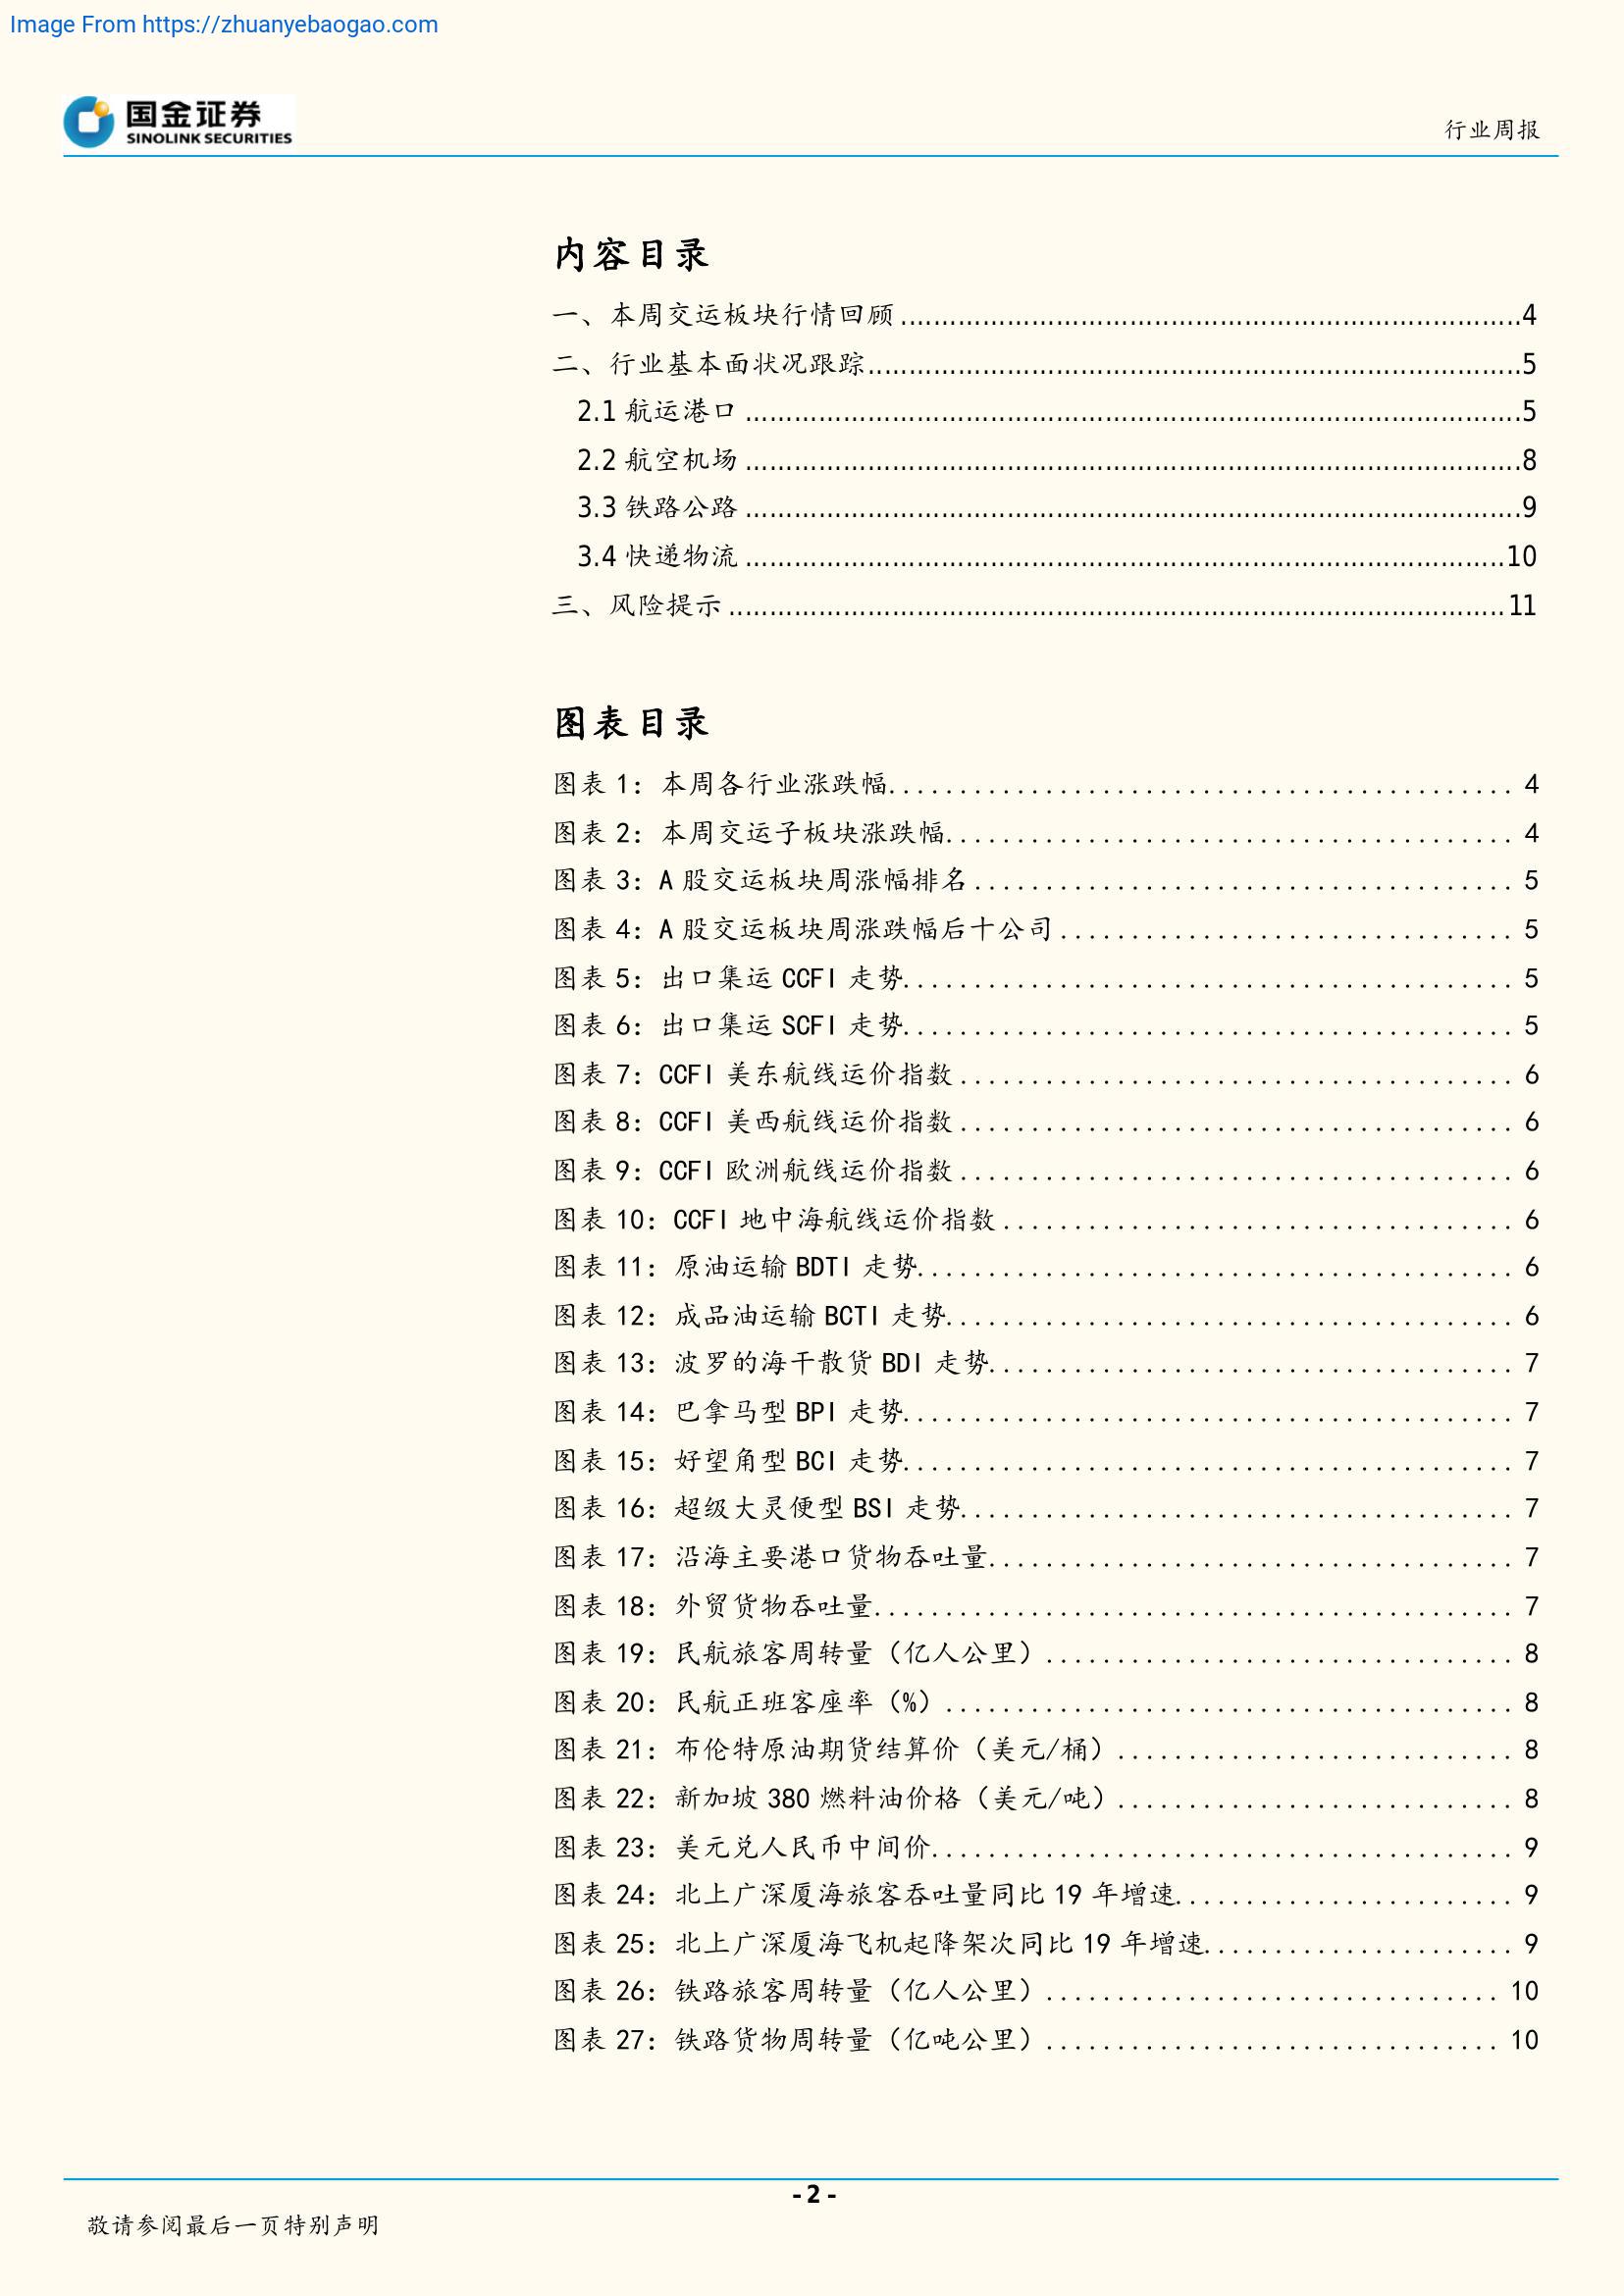 Image From https://zhuanyebaogao.com
国金证券
SINOLINK SECURITIES
行业周报
内容目录
一、本周交运板块行情回顾................................................................................4
二、行业基本面状况跟踪................................................................................5
2.1 航运港口................................................................................5
2.2 航空机场................................................................................8
3.3 铁路公路................................................................................9
3.4 快递物流................................................................................10
三、风险提示................................................................................11
图表目录
图表 1：本周各行业涨跌幅............................................ 4
图表 2：本周交运子板块涨跌幅........................................ 4
图表 3：A 股交运板块周涨幅排名...................................... 5
图表 4：A 股交运板块周涨跌幅后十公司................................ 5
图表 5：出口集运 CCFI 走势........................................... 5
图表 6：出口集运 SCFI 走势........................................... 5
图表 7：CCFI 美东航线运价指数....................................... 6
图表 8：CCFI 美西航线运价指数....................................... 6
图表 9：CCFI 欧洲航线运价指数....................................... 6
图表 10：CCFI 地中海航线运价指数.................................... 6
图表 11：原油运输 BDTI 走势.......................................... 6
图表 12：成品油运输 BCTI 走势........................................ 6
图表 13：波罗的海干散货 BDI 走势..................................... 7
图表 14：巴拿马型 BPI 走势........................................... 7
图表 15：好望角型 BCI 走势........................................... 7
图表 16：超级大灵便型 BSI 走势....................................... 7
图表 17：沿海主要港口货物吞吐量..................................... 7
图表 18：外贸货物吞吐量............................................. 7
图表 19：民航旅客周转量（亿人公里）................................. 8
图表 20：民航正班客座率（%）........................................ 8
图表 21：布伦特原油期货结算价（美元/桶）............................ 8
图表 22：新加坡 380 燃料油价格（美元/吨）............................ 8
图表 23：美元兑人民币中间价......................................... 9
图表 24：北上广深厦海旅客吞吐量同比 19 年增速........................ 9
图表 25：北上广深厦海飞机起降架次同比 19 年增速...................... 9
图表 26：铁路旅客周转量（亿人公里）................................ 10
图表 27：铁路货物周转量（亿吨公里）................................ 10
- 2 -
敬请参阅最后一页特别声明